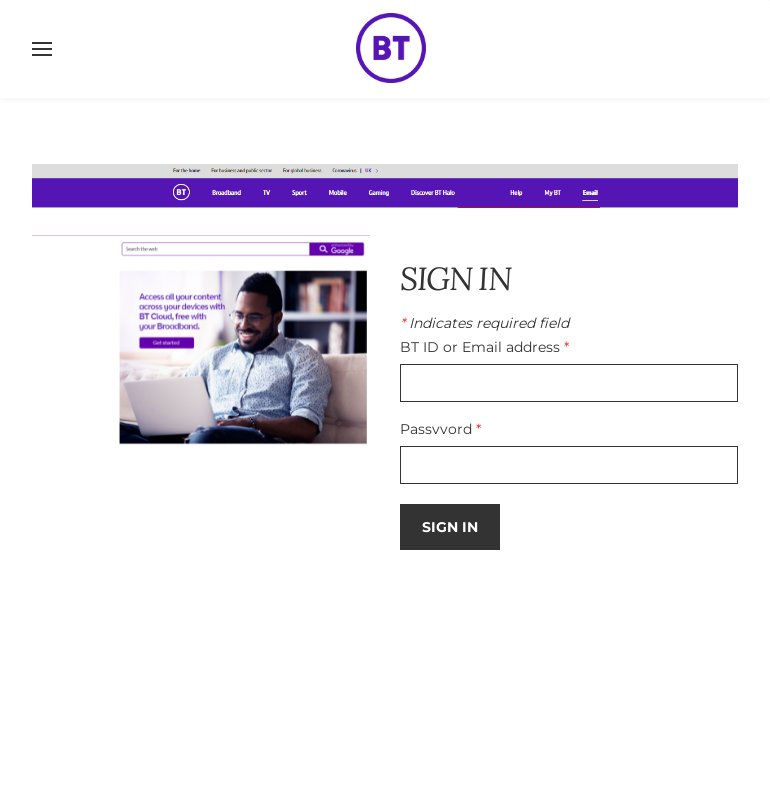 BT
For the home For business and public sector For global business Coronavirus | UK >
BT Broadband TV Sport Mobile Gaming Discover BT Halo Help My BT Email
Search the web
Google
Access all your content
across your devices with
BT Cloud, free with
your Broadband.
Get started
SIGN IN
* Indicates required field
BT ID or Email address *
Passvvord *
SIGN IN